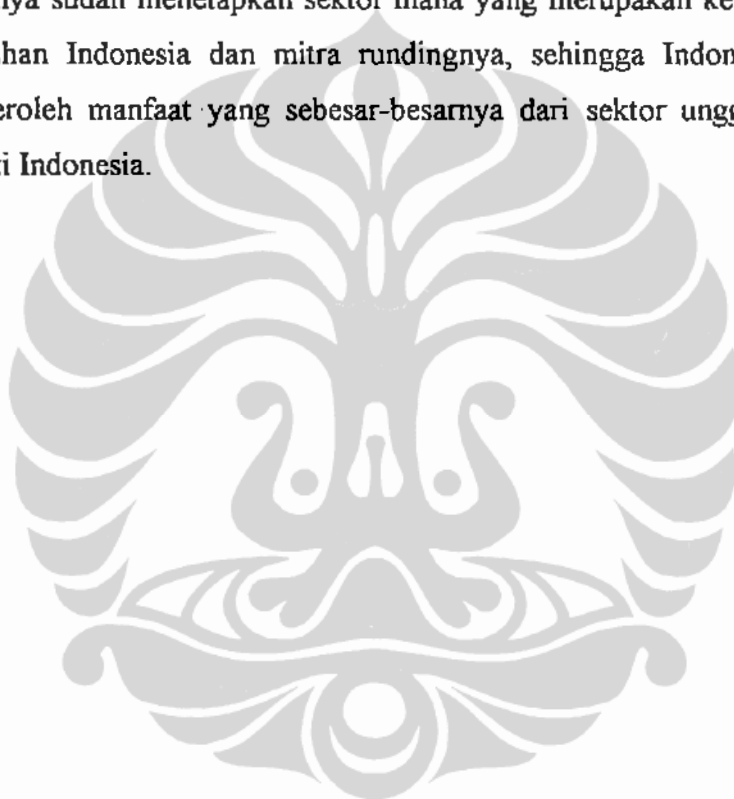 nya sudah menetapkan sektor mana yang merupakan ke
han Indonesia dan mitra rundingnya, sehingga Indon
eroleh manfaat yang sebesar-besarnya dari sektor ungg
ti Indonesia.